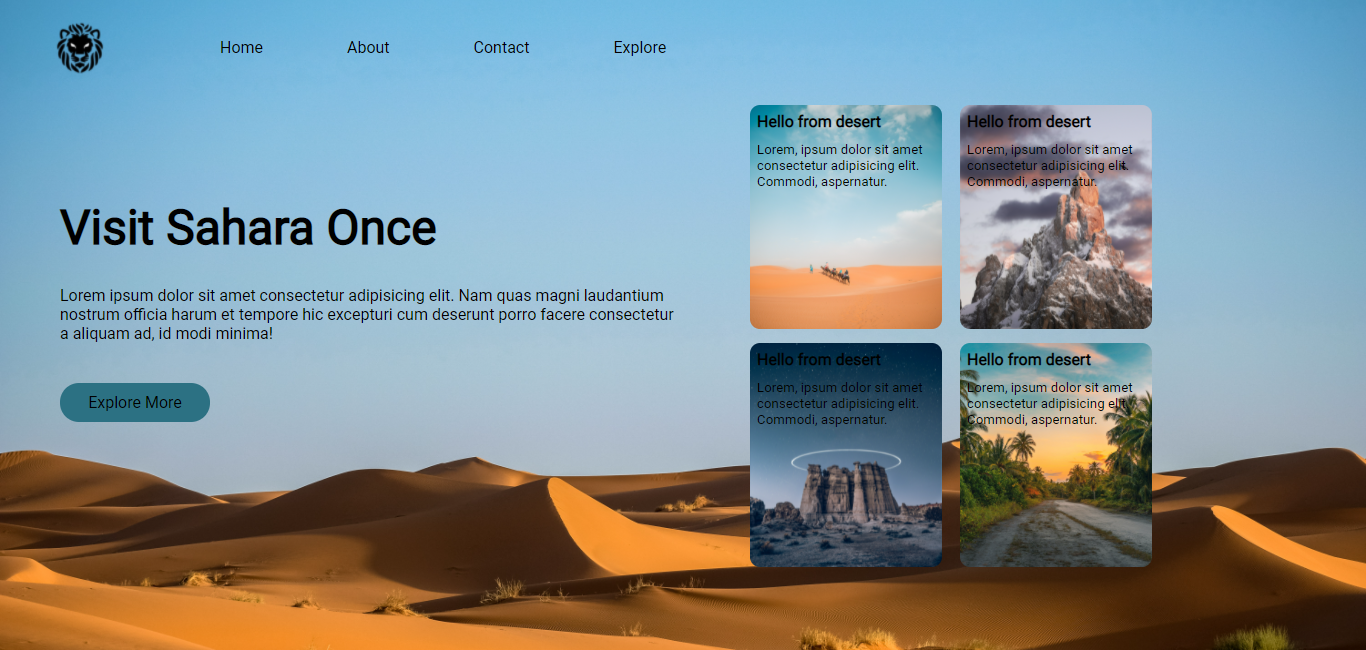 Home
About
Contact
Explore
Visit Sahara Once
Lorem ipsum dolor sit amet consectetur adipisicing elit. Nam quas magni laudantium
nostrum officia harum et tempore hic excepturi cum deserunt porro facere consectetur
a aliquam ad, id modi minima!
Explore More
Hello from desert
Lorem, ipsum dolor sit amet
consectetur adipisicing elit.
Commodi, aspernatur.
Hello from desert
Lorem, ipsum dolor sit amet
consectetur adipisicing elit.
Commodi, aspernatur.
Hello from desert
Lorem, ipsum dolor sit amet
consectetur adipisicing elit.
Commodi, aspernatur.
Hello from desert
Lorem, ipsum dolor sit amet
consectetur adipisicing elit.
Commodi, aspernatur.